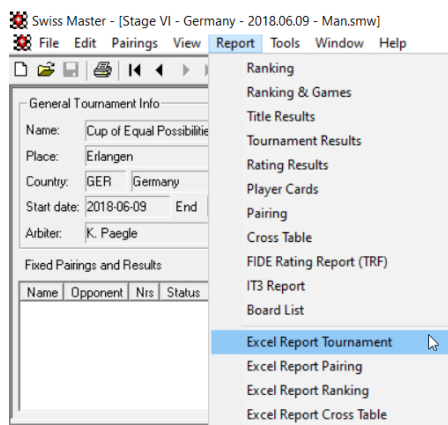 Swiss Master - [Stage VI - Germany - 2018.06.09 - Man.smw]
File Edit Pairings View Report Tools Window Help
General Tournament Info
Name: Cup of Equal Possibilitie
Place: Erlangen
Country: GER Germany
Start date: 2018-06-09 End
Arbiter: K. Paegle
Fixed Pairings and Results
Name Opponent Nrs Status
Ranking
Ranking & Games
Title Results
Tournament Results
Rating Results
Player Cards
Pairing
Cross Table
FIDE Rating Report (TRF)
IT3 Report
Board List
Excel Report Tournament
Excel Report Pairing
Excel Report Ranking
Excel Report Cross Table